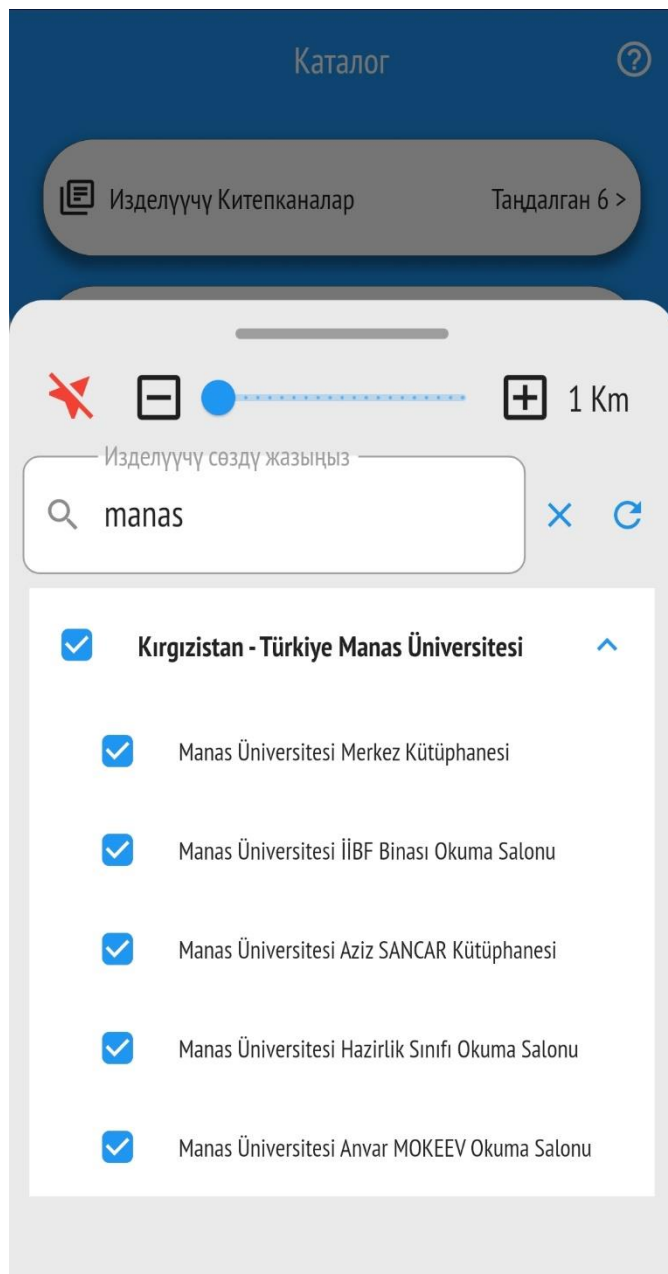 Каталог
Изделүүчү Китепканалар Таңдалган 6 >
1 Km
Изделүүчү сөздү жазыңыз
manas
Kırgızistan - Türkiye Manas Üniversitesi
Manas Üniversitesi Merkez Kütüphanesi
Manas Üniversitesi İİBF Binası Okuma Salonu
Manas Üniversitesi Aziz SANCAR Kütüphanesi
Manas Üniversitesi Hazirlik Sınıfı Okuma Salonu
Manas Üniversitesi Anvar MOKEEV Okuma Salonu